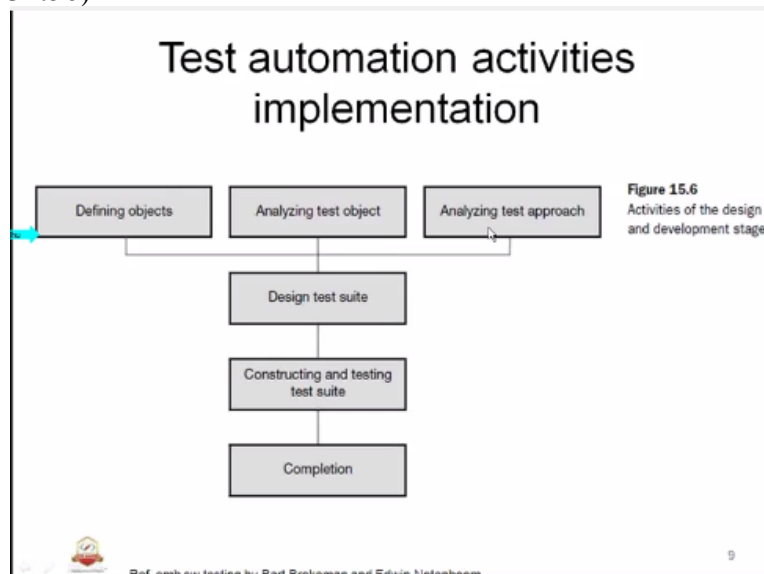 Test automation activities
implementation
Defining objects
Analyzing test object
Analyzing test approach
Figure 15.6
Activities of the design
and development stage
Design test suite
Constructing and testing
test suite
Completion
9